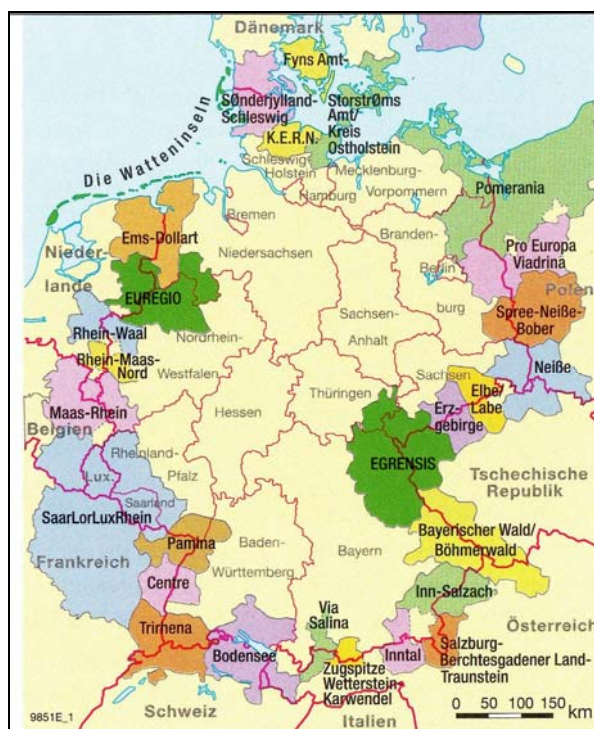 Dänemark
Fyns Amt-
SØnderjylland-
Schleswig
StorstrØms
Amt/
Kreis
Ostholstein
K.E.R.N.
Die Watteninseln
Schleswig-
Holstein
Mecklenburg-
Vorpommern
Hamburg
Pomerania
Bremen
Ems-Dollart
Niedersachsen
Branden-
burg
Berlin
Pro Europa
Viadrina
Nieder-
lande
EUREGIO
Polen
Spree-Neiße-
Bober
Sachsen-
Anhalt
Rhein-Waal
Nordrhein-
Westfalen
Rhein-Maas-
Nord
Neiße
Sachsen
Elbe/
Labe
Thüringen
Hessen
Maas-Rhein
Erz-
gebirge
Belgien
Rheinland-
Pfalz
EGRENSIS
Tschechische
Republik
Lux.
Saarland
SaarLorLuxRhein
Pamina
Baden-
Württemberg
Bayern
Bayerischer Wald/
Böhmerwald
Frankreich
Centre
Inn-Salzach
Trirhena
Via
Salina
Österreich
Bodensee
Zugspitze
Wetterstein-
Karwendel
Inntal
Salzburg-
Berchtesgadener Land-
Traunstein
Schweiz
Italien
0 50 100 150
km
9851E_1